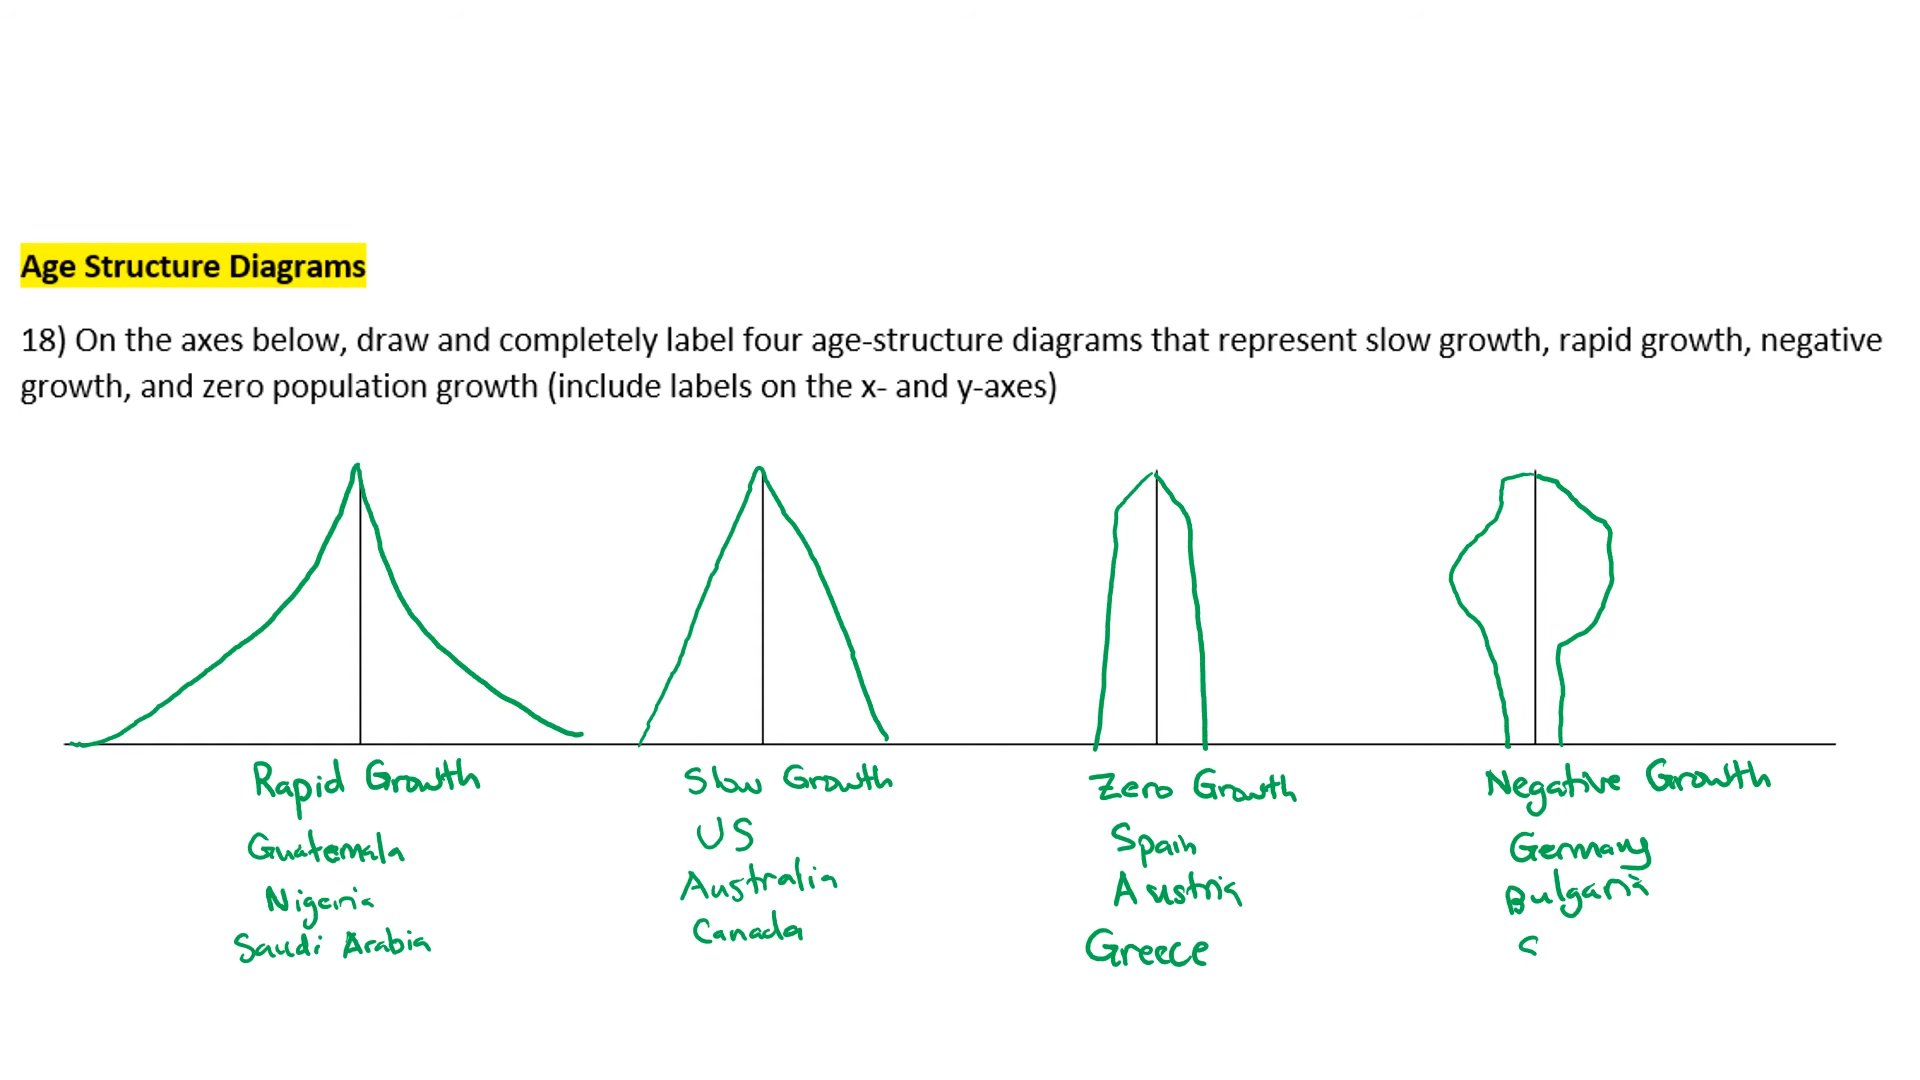 Age Structure Diagrams
18) On the axes below, draw and completely label four age-structure diagrams that represent slow growth, rapid growth, negative
growth, and zero population growth (include labels on the x- and y-axes)
Rapid Growth
Guatemala
Nigeria
Saudi Arabia
Slow Growth
US
Australia
Canada
Zero Growth
Spain
Austria
Greece
Negative Growth
Germany
Bulgaria
S